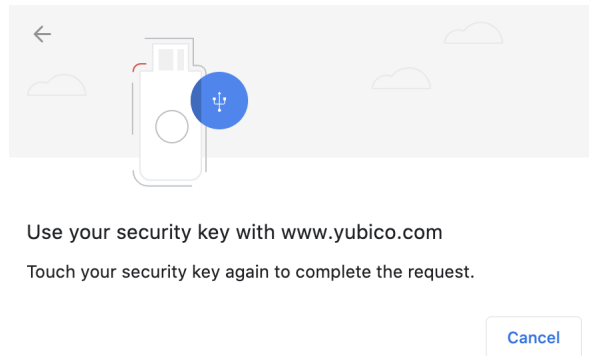 Use your security key with www.yubico.com
Touch your security key again to complete the request.
Cancel